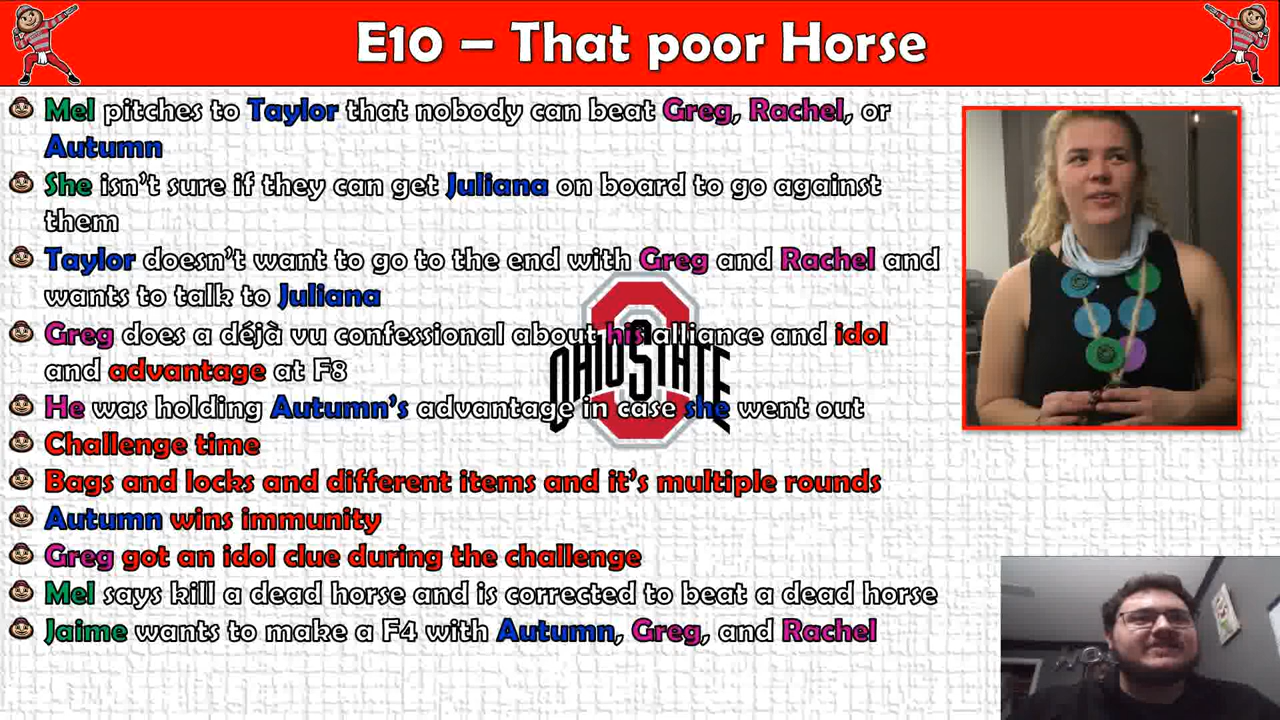 E10 – That poor Horse
Mel pitches to Taylor that nobody can beat Greg, Rachel, or
Autumn
She isn't sure if they can get Juliana on board to go against
them
Taylor doesn't want to go to the end with Greg and Rachel and
wants to talk to Juliana
Greg does a déjà vu confessional about his alliance and idol
and advantage at F8
He was holding Autumn's advantage in case she went out
Challenge time
Bags and locks and different items and it's multiple rounds
Autumn wins immunity
Greg got an idol clue during the challenge
Mel says kill a dead horse and is corrected to beat a dead horse
Jaime wants to make a F4 with Autumn, Greg, and Rachel
OHIO STATE